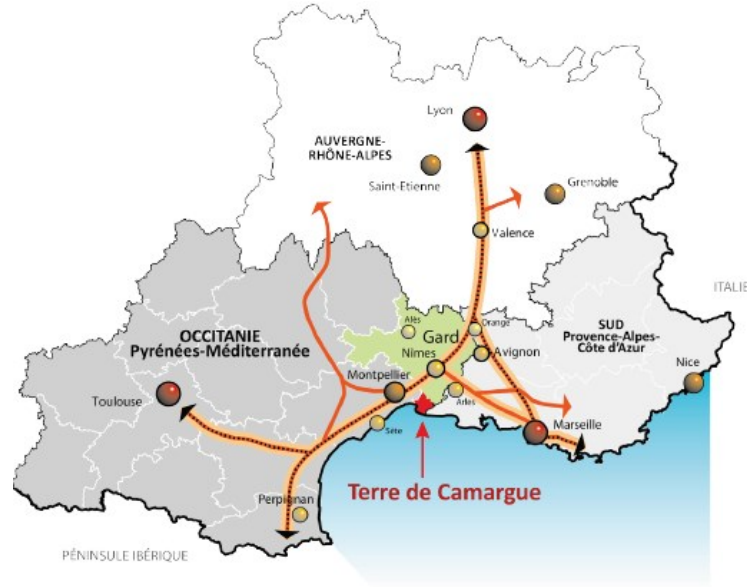 Lyon
AUVERGNE-
RHÔNE-ALPES
Saint-Etienne
Grenoble
Valence
ITALIE
OCCITANIE
Pyrénées-Méditerranée
Alès
Gard
Orange
SUD
Provence-Alpes-
Côte d'Azur
Nîmes
Avignon
Nice
Montpellier
Toulouse
Arles
Marseille
Sète
Terre de Camargue
Perpignan
PÉNINSULE IBÉRIQUE